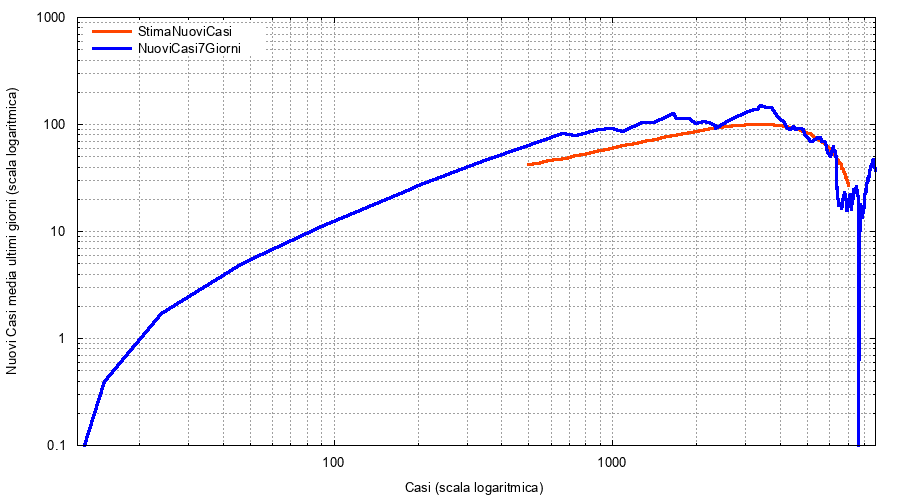 1000
StimaNuoviCasi
NuoviCasi7Giorni
100
10
1
0.1
Nuovi Casi media ultimi giorni (scala logaritmica)
100
1000
Casi (scala logaritmica)